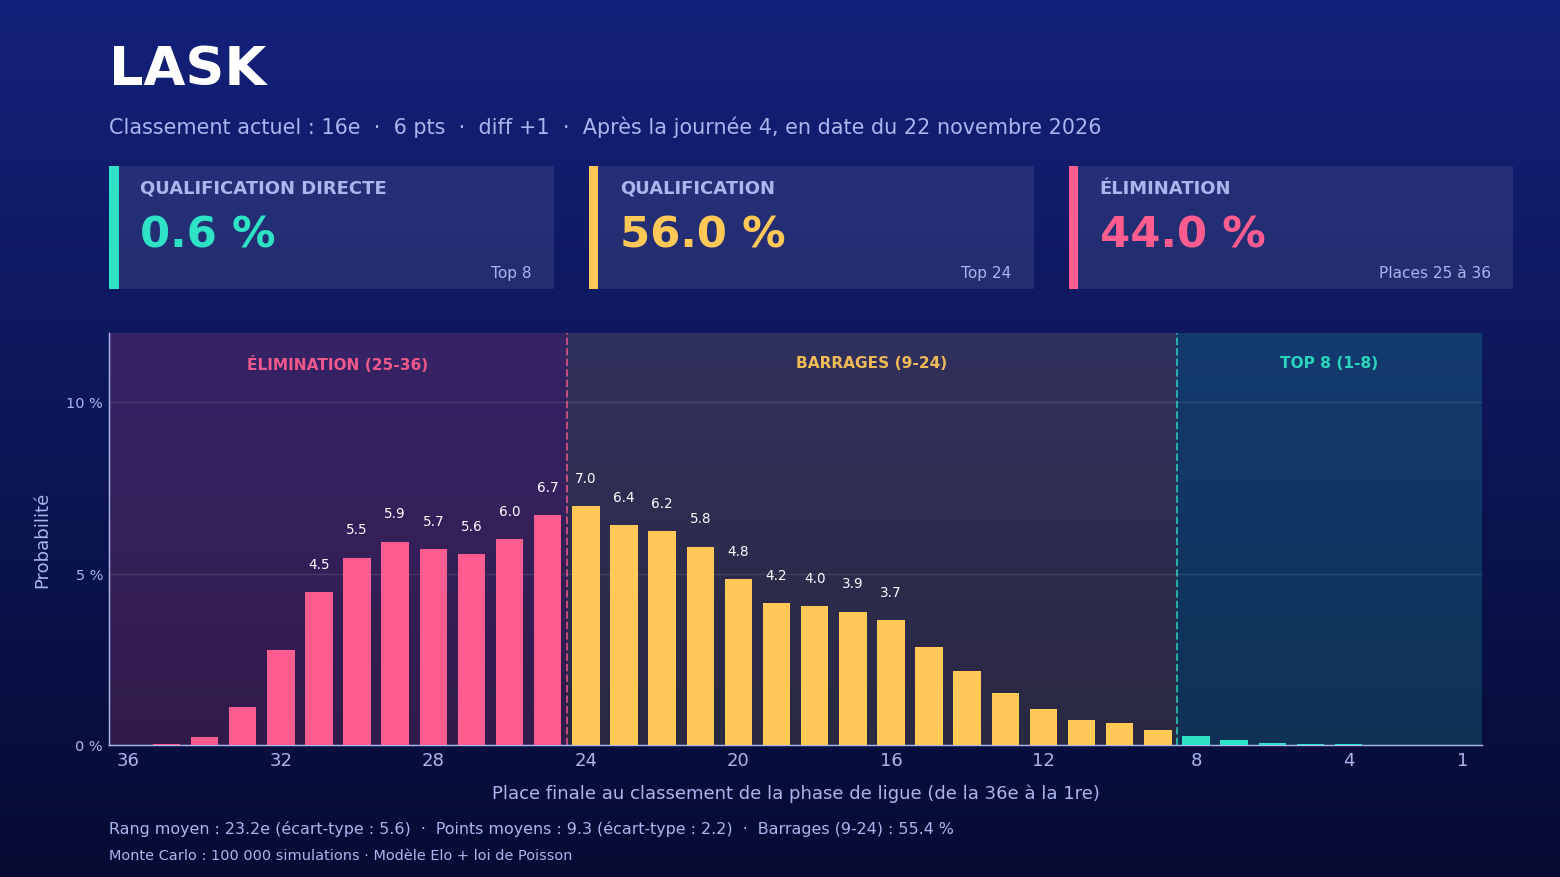 LASK
Classement actuel : 16e · 6 pts · diff +1 · Après la journée 4, en date du 22 novembre 2026
QUALIFICATION DIRECTE
0.6 %
Top 8
QUALIFICATION
56.0 %
Top 24
ÉLIMINATION
44.0 %
Places 25 à 36
ÉLIMINATION (25-36)
BARRAGES (9-24)
TOP 8 (1-8)
Probabilité
10 %
5 %
0 %
4.5
5.5
5.9
5.7
5.6
6.0
6.7
7.0
6.4
6.2
5.8
4.8
4.2
4.0
3.9
3.7
36 32 28 24 20 16 12 8 4 1
Place finale au classement de la phase de ligue (de la 36e à la 1re)
Rang moyen : 23.2e (écart-type : 5.6) · Points moyens : 9.3 (écart-type : 2.2) · Barrages (9-24) : 55.4 %
Monte Carlo : 100 000 simulations · Modèle Elo + loi de Poisson